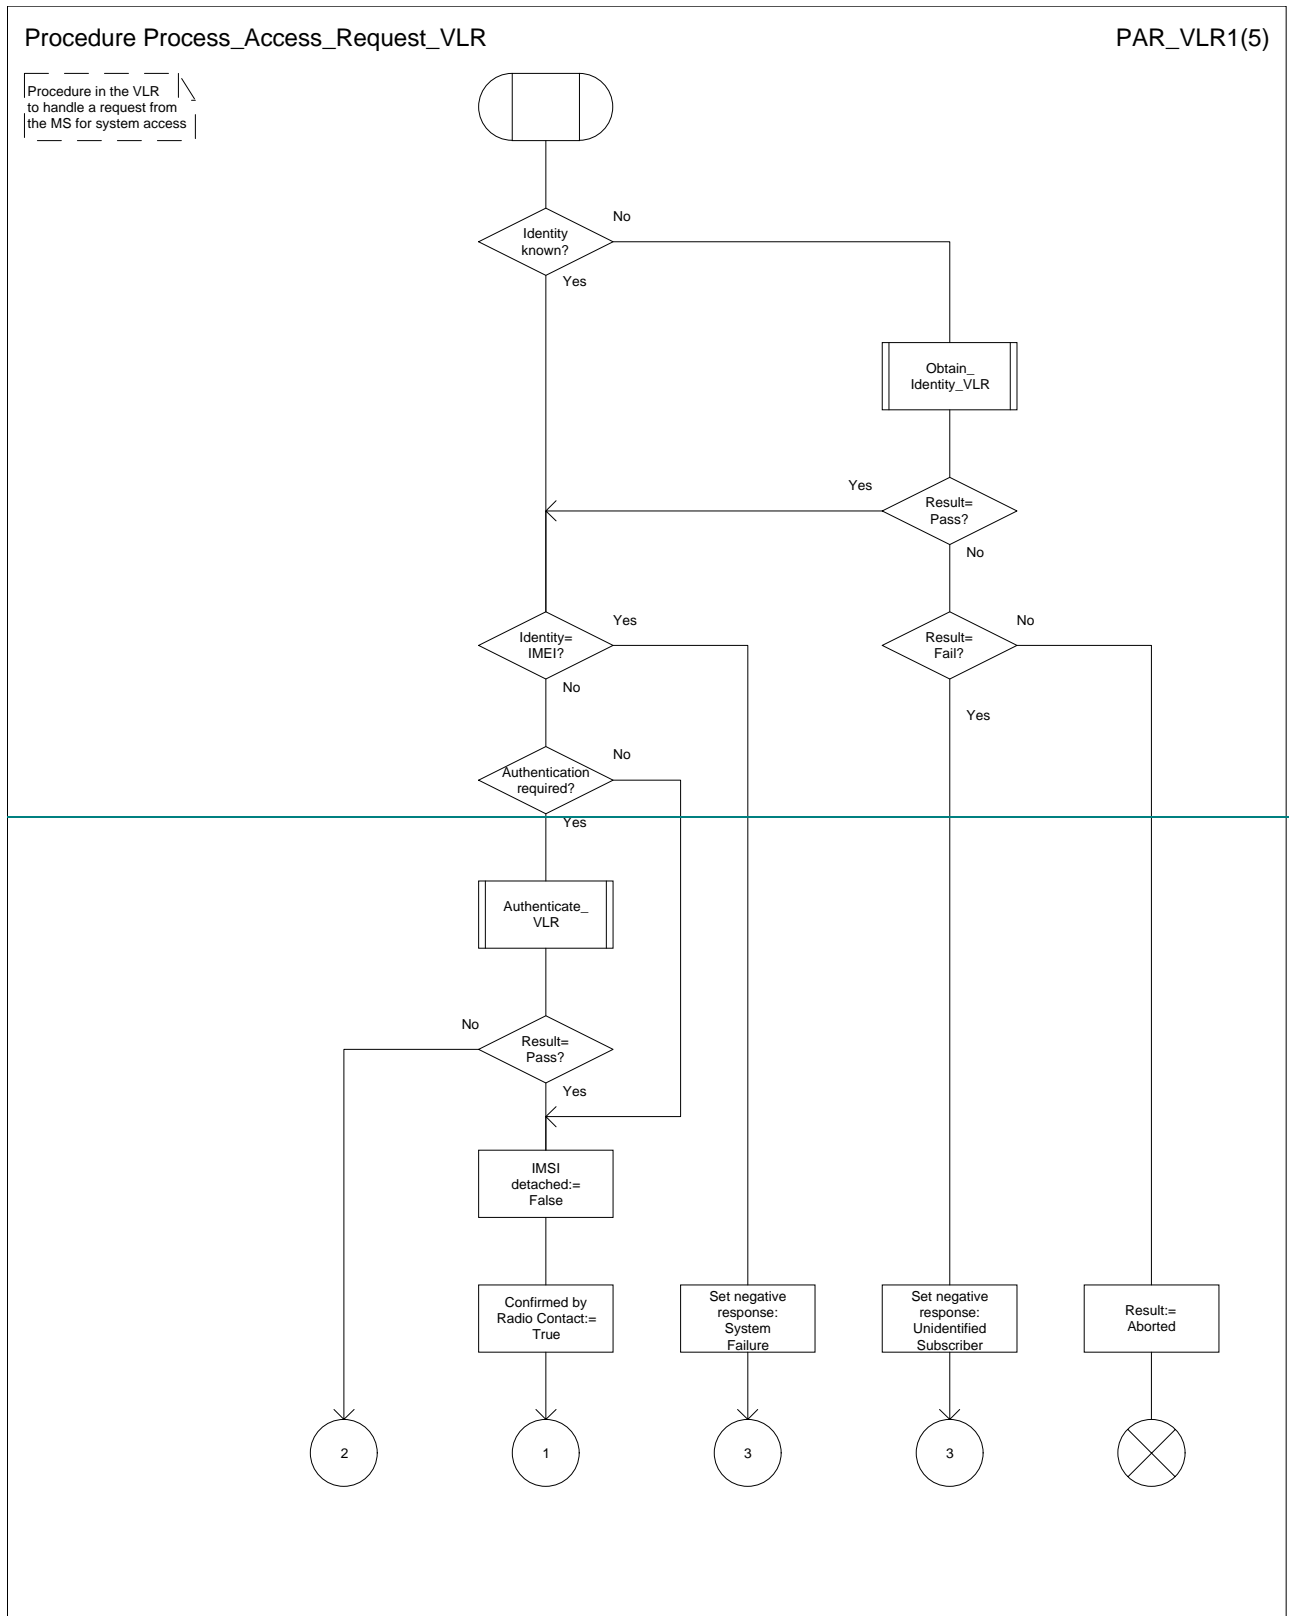 Procedure Process_Access_Request_VLR
PAR_VLR1(5)
Procedure in the VLR
to handle a request from
the MS for system access
No
Identity
known?
Yes
Obtain_
Identity_VLR
Yes
Result=
Pass?
No
Yes
Identity=
IMEI?
No
No
Result=
Fail?
Yes
No
Authentication
required?
Yes
Authenticate_
VLR
No
Result=
Pass?
Yes
IMSI
detached:=
False
Confirmed by
Radio Contact:=
True
Set negative
response:
System
Failure
Set negative
response:
Unidentified
Subscriber
Result:=
Aborted
2
1
3
3